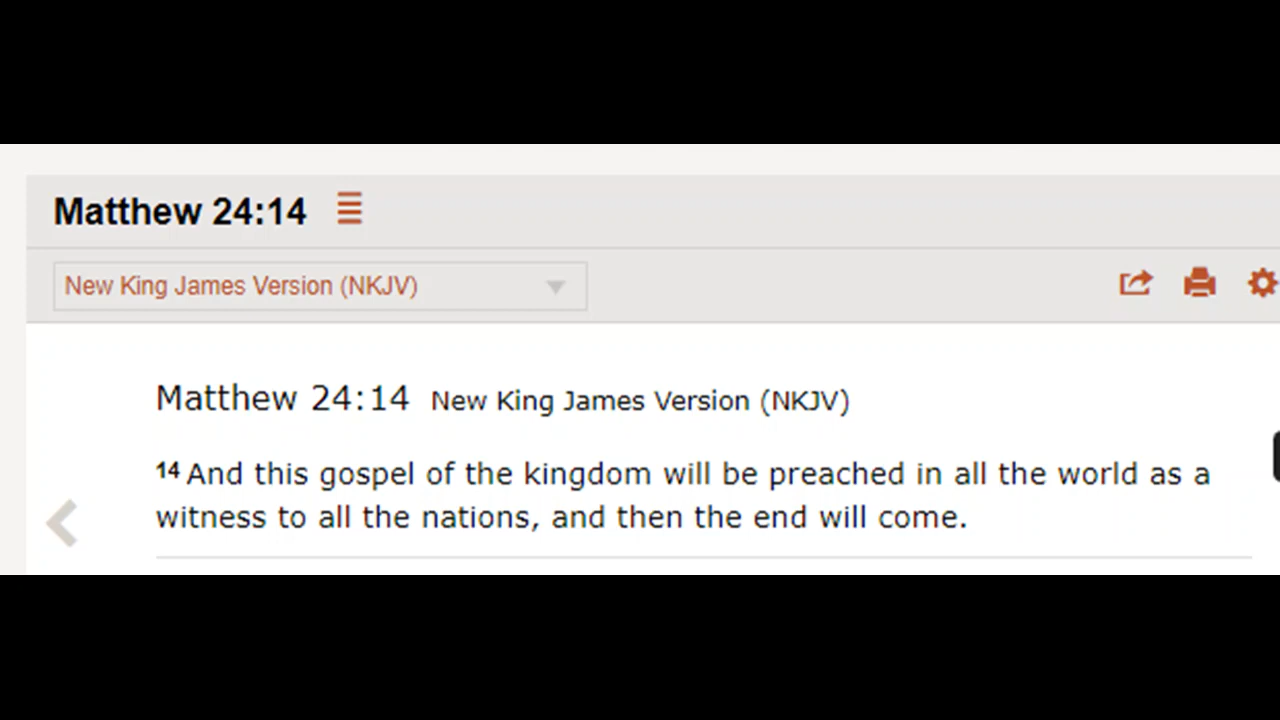 Matthew 24:14
New King James Version (NKJV)
Matthew 24:14 New King James Version (NKJV)
14 And this gospel of the kingdom will be preached in all the world as a
witness to all the nations, and then the end will come.